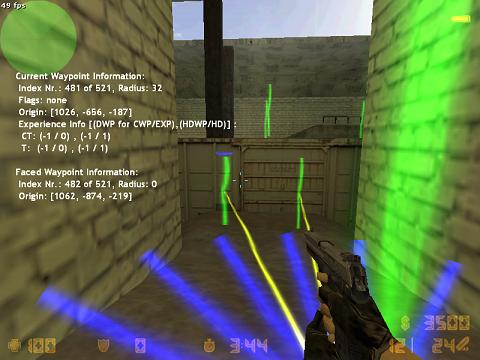 49 fps
Current Waypoint Information:
Index Nr.: 481 of 521, Radius: 32
Flags: none
Origin: [1026, -656, -187]
Experience Info [(DWP for CWP/EXP),(HDWP/HD)] :
CT: (-1 / 0) , (-1 / 1)
T: (-1 / 0) , (-1 / 1)
Faced Waypoint Information:
Index Nr.: 482 of 521, Radius: 0
Origin: [1062, -874, -219]
$ 3500
100 0 3:44 12 | 24